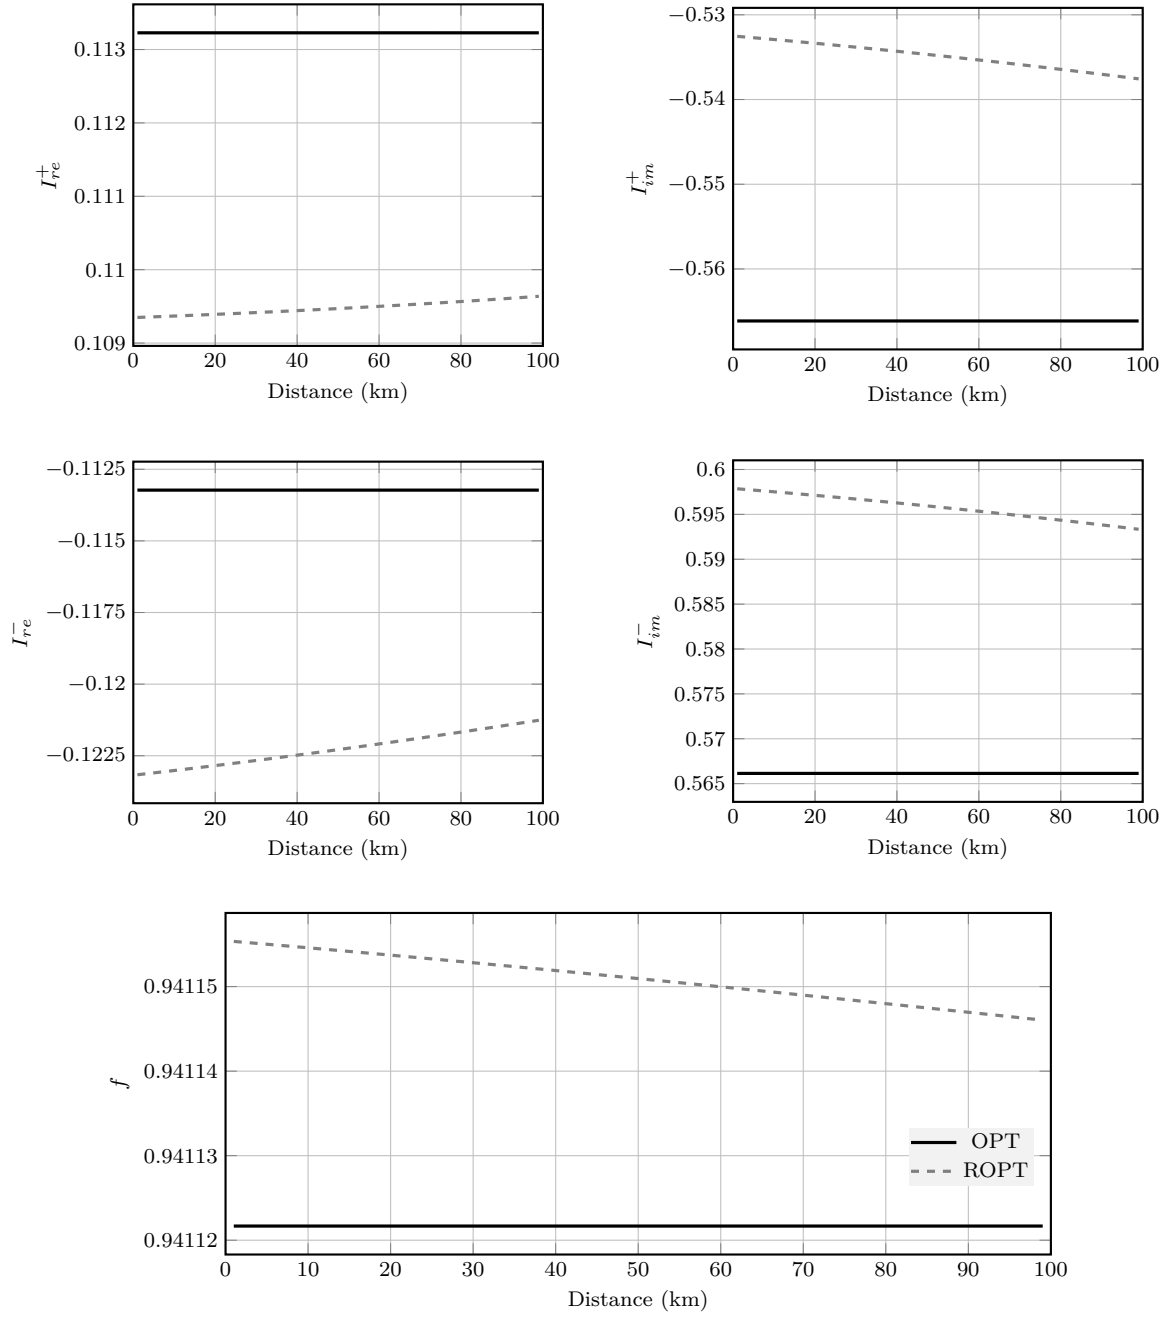 0.113
0.112
0.111
0.11
0.109
I_{re}^{+}
0 20 40 60 80 100
Distance (km)
−0.53
−0.54
−0.55
−0.56
I_{im}^{+}
0 20 40 60 80 100
Distance (km)
−0.1125
−0.115
−0.1175
−0.12
−0.1225
I_{re}^{−}
0 20 40 60 80 100
Distance (km)
0.6
0.595
0.59
0.585
0.58
0.575
0.57
0.565
I_{im}^{−}
0 20 40 60 80 100
Distance (km)
0.94115
0.94114
0.94113
0.94112
f
OPT
ROPT
0 10 20 30 40 50 60 70 80 90 100
Distance (km)